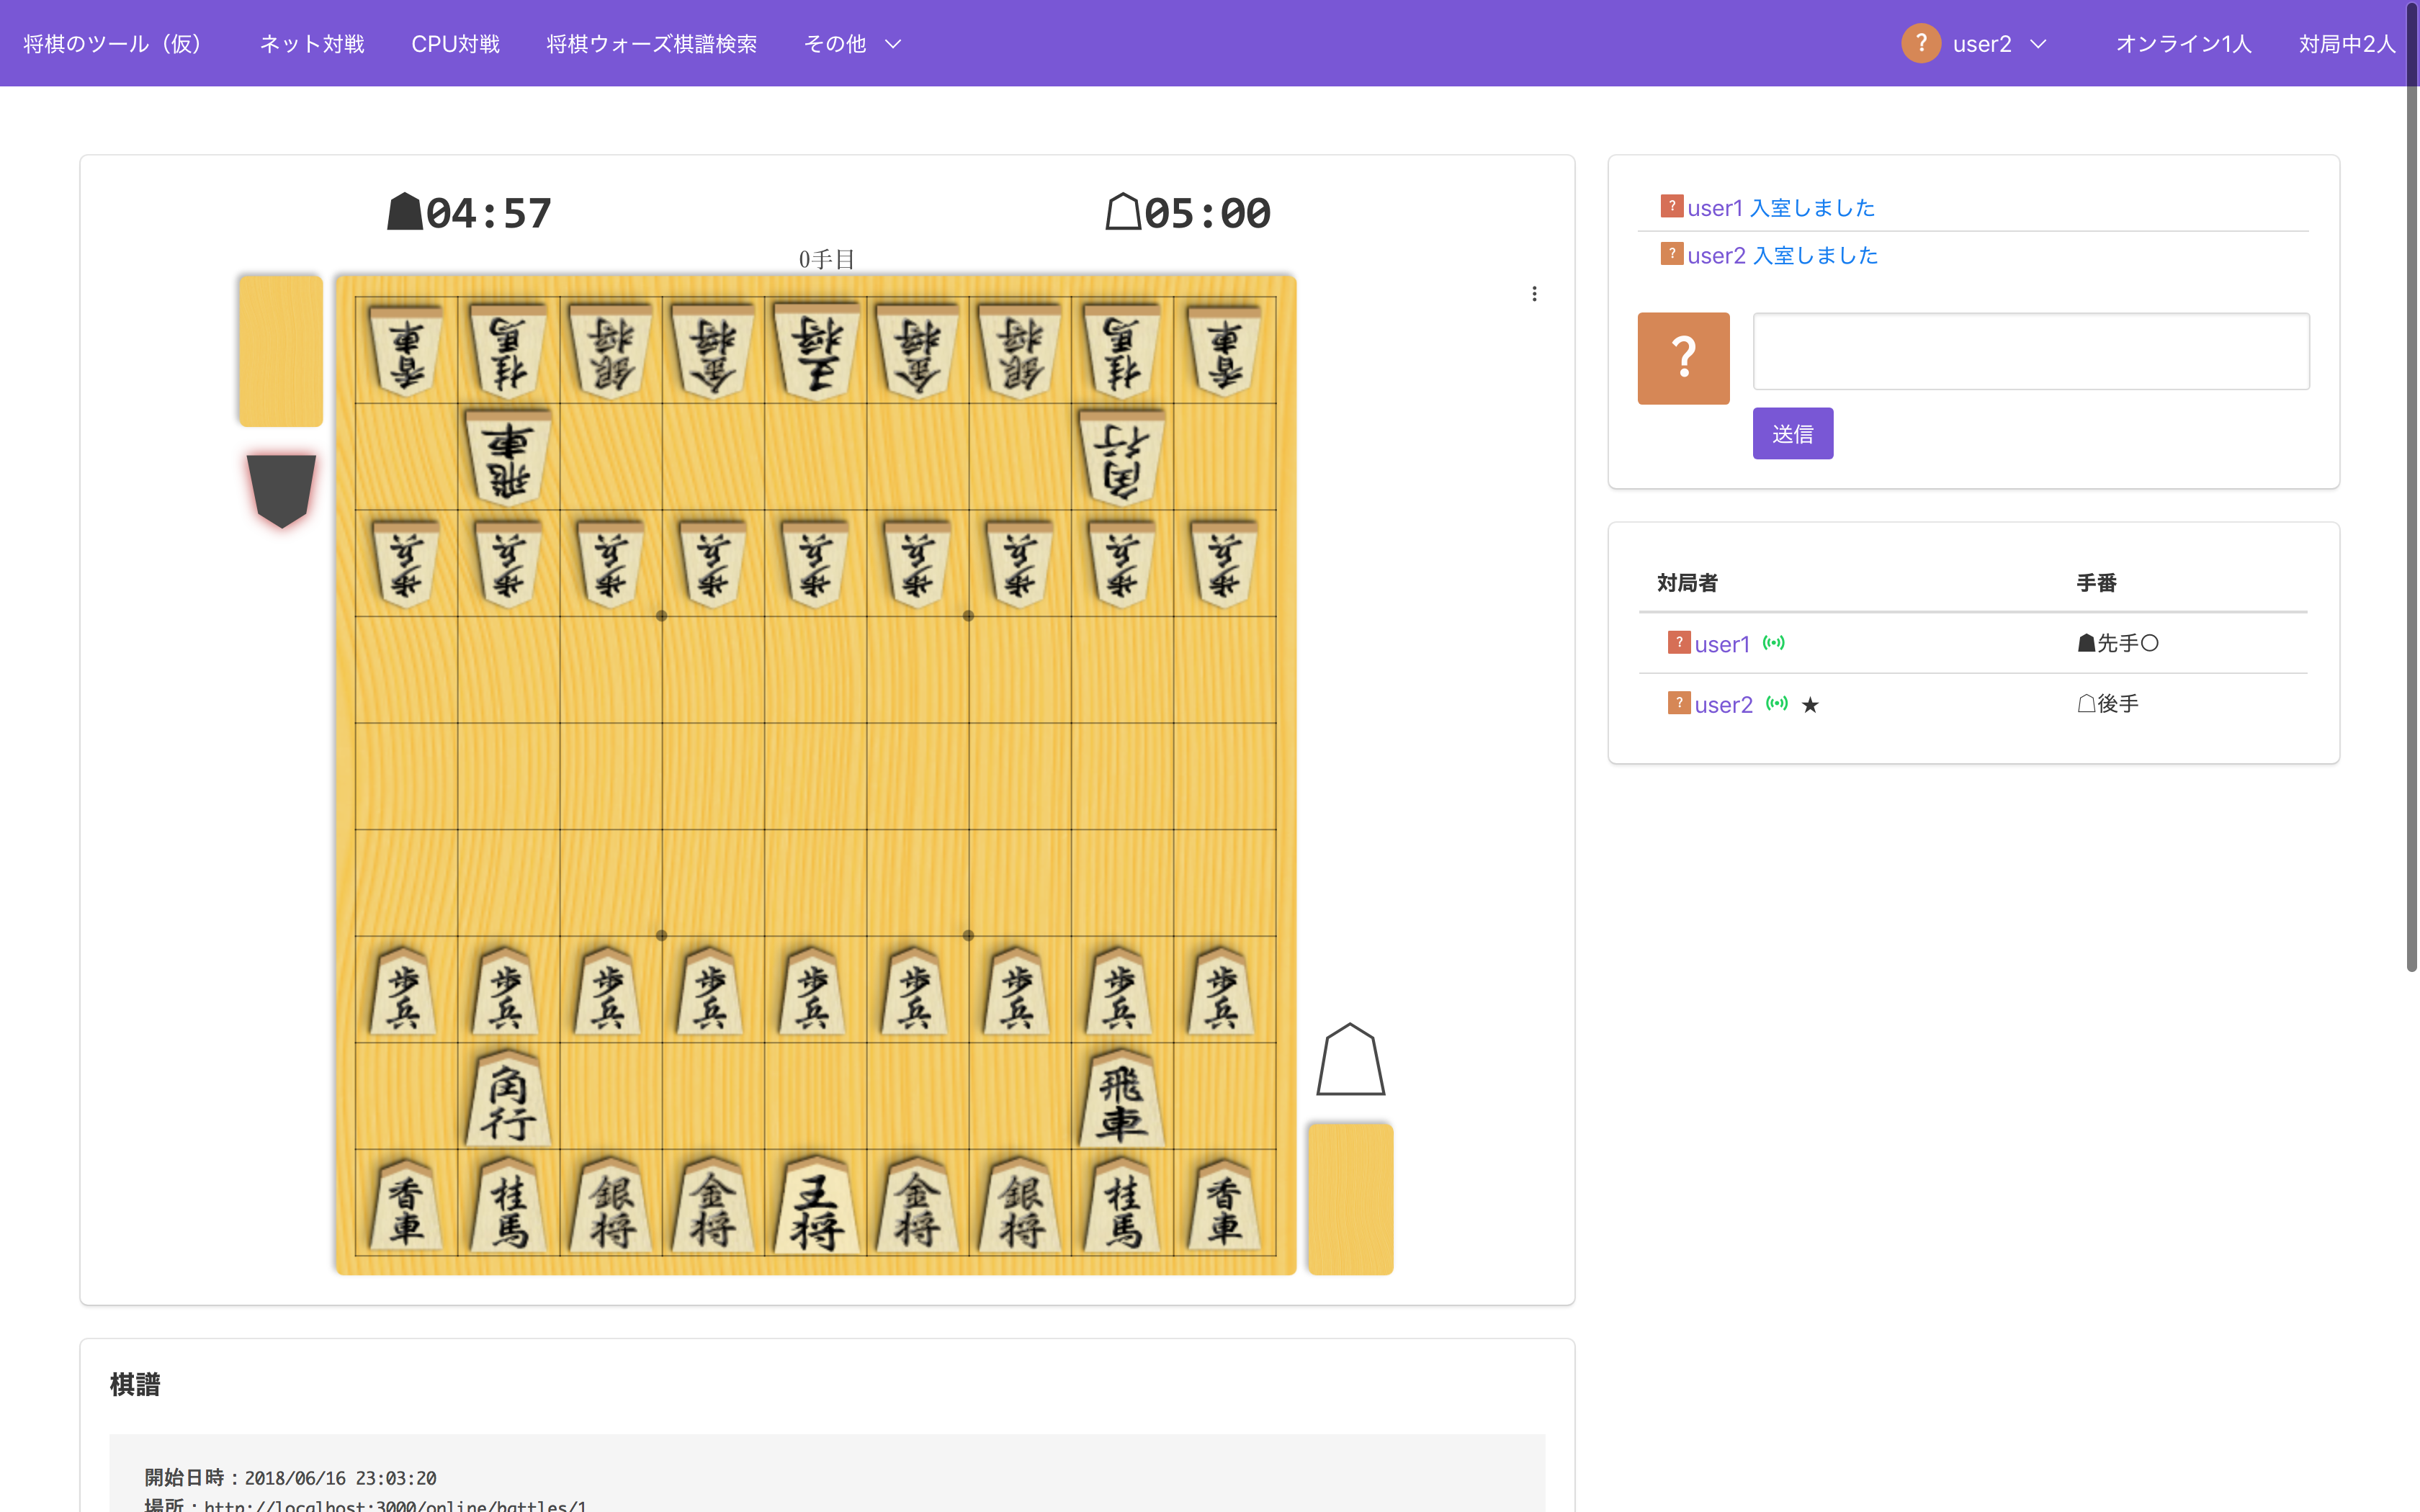 将棋のツール（仮） ネット対戦 CPU対戦 将棋ウォーズ棋譜検索 その他 ? user2 オンライン1人 対局中2人
☗04:57 ☖05:00
0手目
香車 桂馬 銀将 金将 王将 金将 銀将 桂馬 香車
飛車 角行
歩兵 歩兵 歩兵 歩兵 歩兵 歩兵 歩兵 歩兵 歩兵
歩兵 歩兵 歩兵 歩兵 歩兵 歩兵 歩兵 歩兵 歩兵
角行 飛車
香車 桂馬 銀将 金将 王将 金将 銀将 桂馬 香車
? user1 入室しました
? user2 入室しました
?
送信
対局者 手番
? user1 ☗先手○
? user2 ★ ☖後手
棋譜
開始日時：2018/06/16 23:03:20
場所：http://localhost:3000/online/battles/1